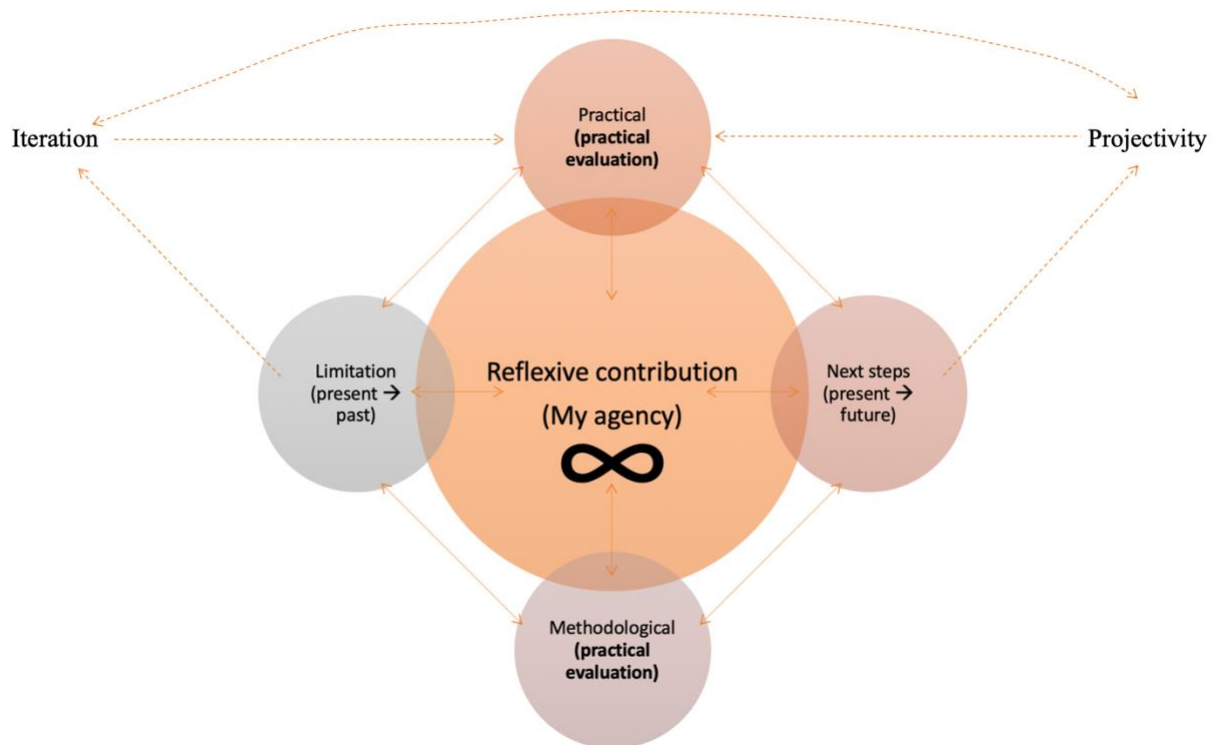 Practical
(practical
evaluation)
Iteration
Projectivity
Limitation
(present →
past)
Reflexive contribution
(My agency)
∞
Next steps
(present →
future)
Methodological
(practical
evaluation)